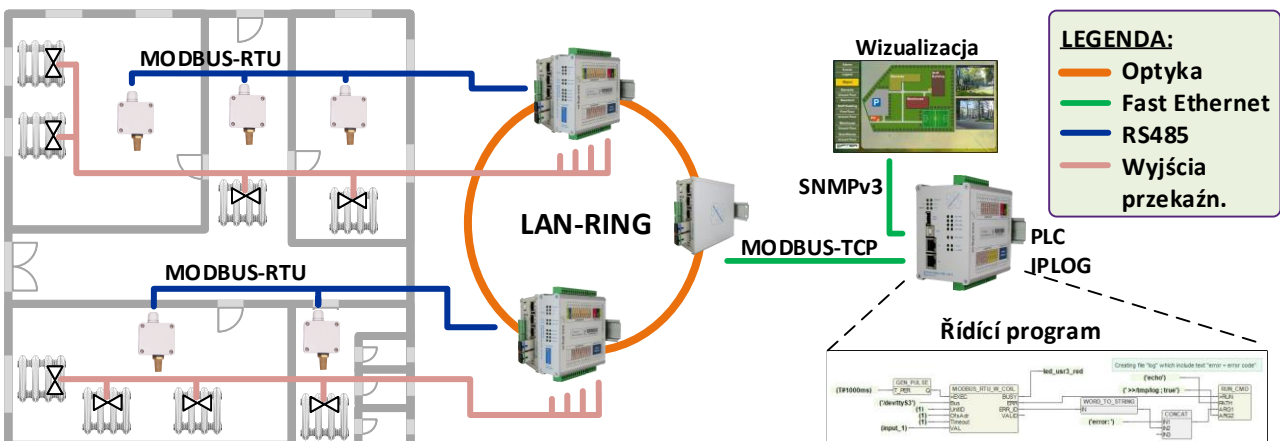 MODBUS-RTU
MODBUS-RTU
LAN-RING
MODBUS-TCP
Wizualizacja
SNMPv3
PLC
IPLOG
LEGENDA:
Optyka
Fast Ethernet
RS485
Wyjścia
przekaźn.
Řídící program
Creating file "log" which include text "error = error code"
led_usr3_red
('echo')
(' >>/tmp/log ; true')
(T#1000ms)
GEN_PULSE
T_PER Q
MODBUS_RTU_W_COIL
EXEC BUSY
('/dev/ttyS3')
Bus ERR
(1)
UnitID ERR_ID
(1)
OfsAdr VALID
(1)
Timeout
(input_1)
VAL
WORD_TO_STRING
IN
('error: ')
CONCAT
IN1
IN2
IN3
RUN_CMD
RUN
PATH
ARG1
ARG2